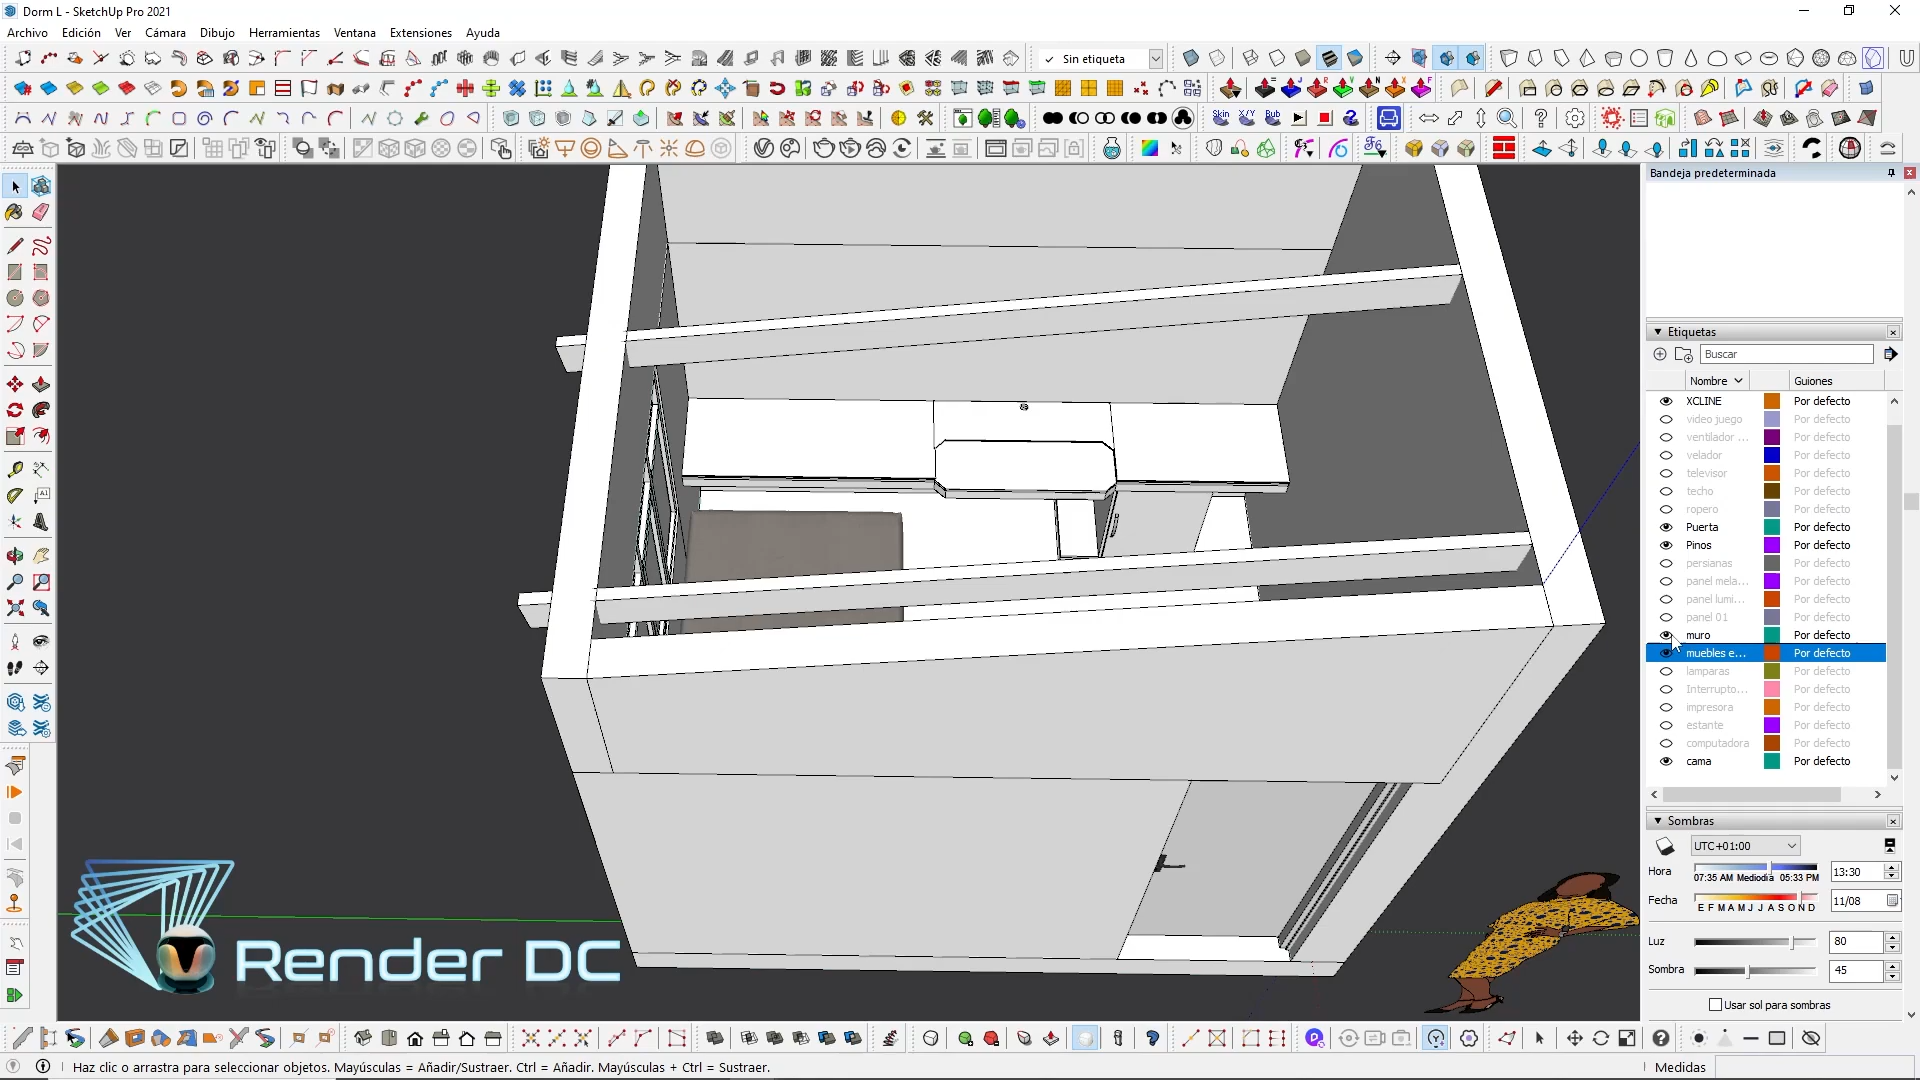 Dorm L - SketchUp Pro 2021
Archivo Edición Ver Cámara Dibujo Herramientas Ventana Extensiones Ayuda
Sin etiqueta
Skin X/Y Bub
Bandeja predeterminada
Etiquetas
Buscar
Nombre Guiones
XCLINE Por defecto
video juego Por defecto
ventilador ... Por defecto
velador Por defecto
televisor Por defecto
techo Por defecto
ropero Por defecto
Puerta Por defecto
Pinos Por defecto
persianas Por defecto
panel mela... Por defecto
panel lumi... Por defecto
panel 01 Por defecto
muro Por defecto
muebles e... Por defecto
lamparas Por defecto
Interrupto... Por defecto
impresora Por defecto
estante Por defecto
computadora Por defecto
cama Por defecto
Sombras
UTC+01:00
Hora 07:35 AM Mediodía 05:33 PM 13:30
Fecha E F M A M J J A S O N D 11/08
Luz 80
Sombra 45
Usar sol para sombras
Render DC
Haz clic o arrastra para seleccionar objetos. Mayúsculas = Añadir/Sustraer. Ctrl = Añadir. Mayúsculas + Ctrl = Sustraer.
Medidas